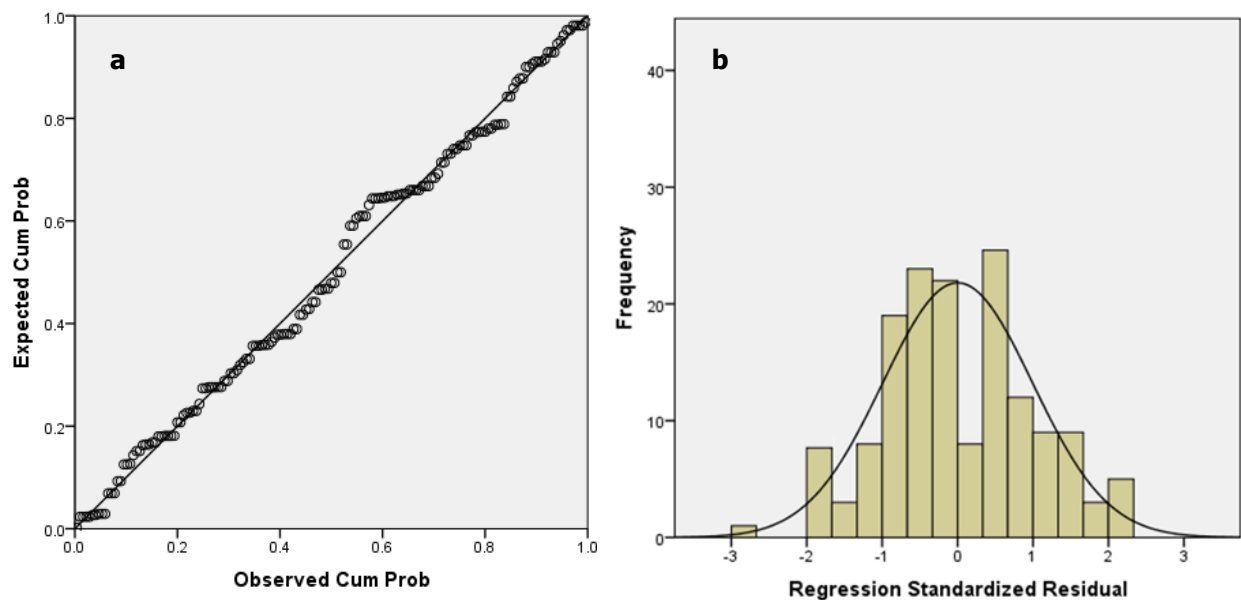 a
1.0
0.8
0.6
0.4
0.2
0.0
0.0 0.2 0.4 0.6 0.8 1.0
Expected Cum Prob
Observed Cum Prob
b
40
30
20
10
0
-3 -2 -1 0 1 2 3
Frequency
Regression Standardized Residual